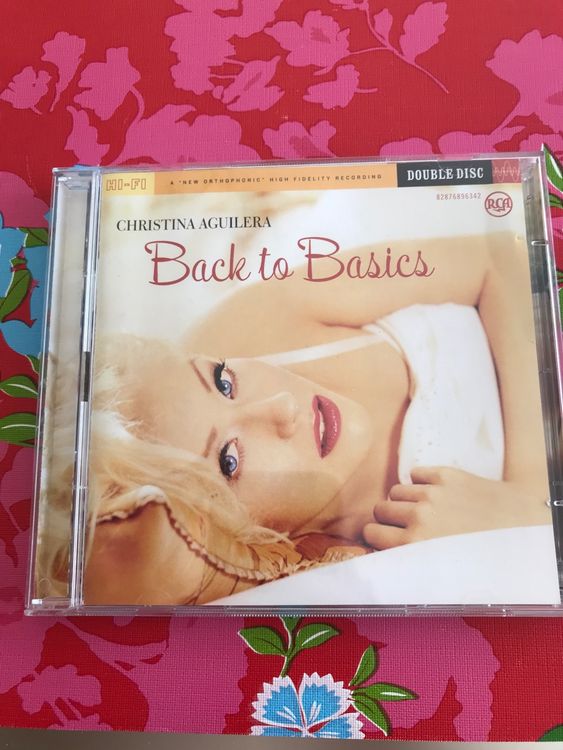 HI-FI
A "NEW ORTHOPHONIC" HIGH FIDELITY RECORDING
DOUBLE DISC
82876896342
RCA
CHRISTINA AGUILERA
Back to Basics